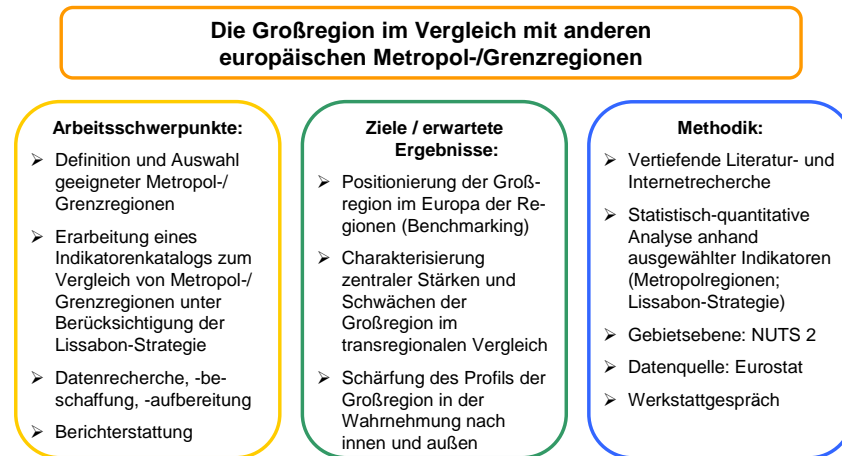 Die Großregion im Vergleich mit anderen
europäischen Metropol-/Grenzregionen
Arbeitsschwerpunkte:
➢ Definition und Auswahl
geeigneter Metropol-/
Grenzregionen
➢ Erarbeitung eines
Indikatorenkatalogs zum
Vergleich von Metropol-/
Grenzregionen unter
Berücksichtigung der
Lissabon-Strategie
➢ Datenrecherche, -be-
schaffung, -aufbereitung
➢ Berichterstattung
Ziele / erwartete
Ergebnisse:
➢ Positionierung der Groß-
region im Europa der Re-
gionen (Benchmarking)
➢ Charakterisierung
zentraler Stärken und
Schwächen der
Großregion im
transregionalen Vergleich
➢ Schärfung des Profils der
Großregion in der
Wahrnehmung nach
innen und außen
Methodik:
➢ Vertiefende Literatur- und
Internetrecherche
➢ Statistisch-quantitative
Analyse anhand
ausgewählter Indikatoren
(Metropolregionen;
Lissabon-Strategie)
➢ Gebietsebene: NUTS 2
➢ Datenquelle: Eurostat
➢ Werkstattgespräch